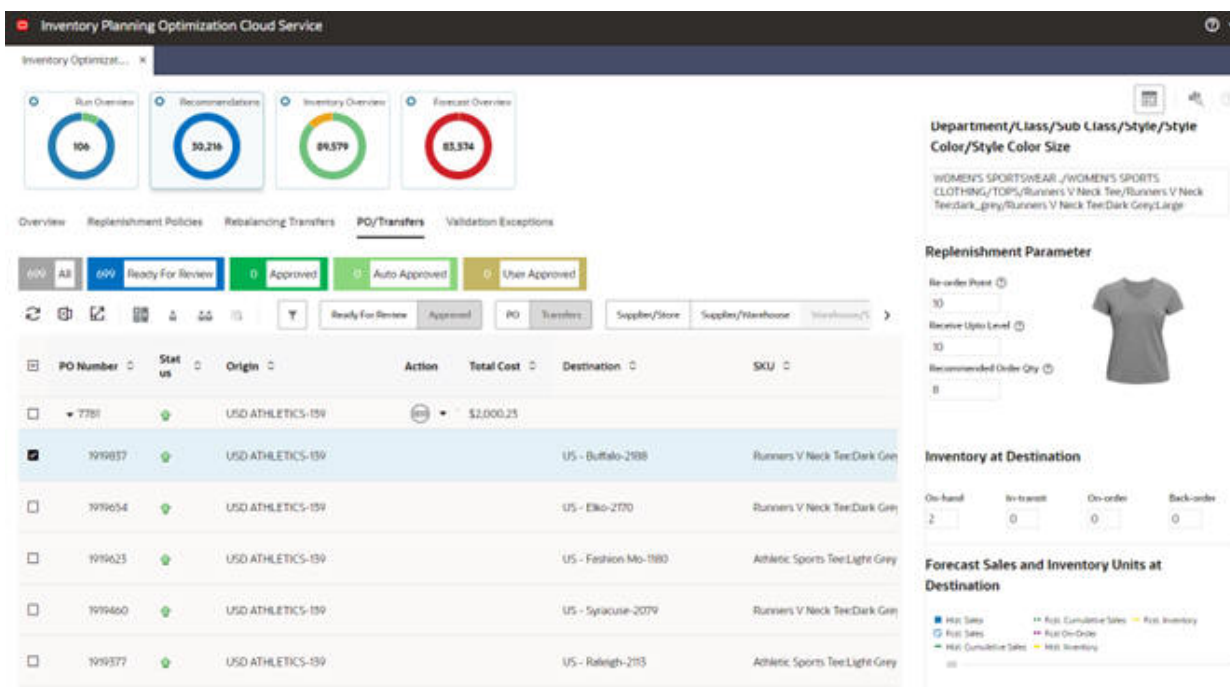 Inventory Planning Optimization Cloud Service
Inventory Optimizat... ×
Run Overview
106
Recommendations
30,216
Inventory Overview
89,579
Forecast Overview
83,574
Overview Replenishment Policies Rebalancing Transfers PO/Transfers Validation Exceptions
699 All 699 Ready For Review 0 Approved 0 Auto Approved 0 User Approved
Ready For Review Approved PO Transfers Supplier/Store Supplier/Warehouse
PO Number Status Origin Action Total Cost Destination SKU
7781 USD ATHLETICS-159 $2,000.23
1919837 USD ATHLETICS-159 US - Buffalo-2188 Runners V Neck Tee:Dark Grey
1919654 USD ATHLETICS-159 US - Elko-2170 Runners V Neck Tee:Dark Grey
1919623 USD ATHLETICS-159 US - Fashion Mo-1180 Athletic Sports Tee:Light Grey
1919460 USD ATHLETICS-159 US - Syracuse-2079 Runners V Neck Tee:Dark Grey
1919377 USD ATHLETICS-159 US - Raleigh-2113 Athletic Sports Tee:Light Grey
Department/Class/Sub Class/Style/Style
Color/Style Color Size
WOMEN'S SPORTSWEAR ./WOMEN'S SPORTS
CLOTHING/TOPS/Runners V Neck Tee/Runners V Neck
Tee:dark_grey/Runners V Neck Tee:Dark Grey:Large
Replenishment Parameter
Re-order Point
10
Receive Upto Level
10
Recommended Order Qty
8
Inventory at Destination
On-hand In-transit On-order Back-order
2 0 0 0
Forecast Sales and Inventory Units at
Destination
Hist. Sales Fcst. Cumulative Sales Fcst. Inventory
Fcst. Sales Fcst On-Order
Hist. Cumulative Sales Hist. Inventory